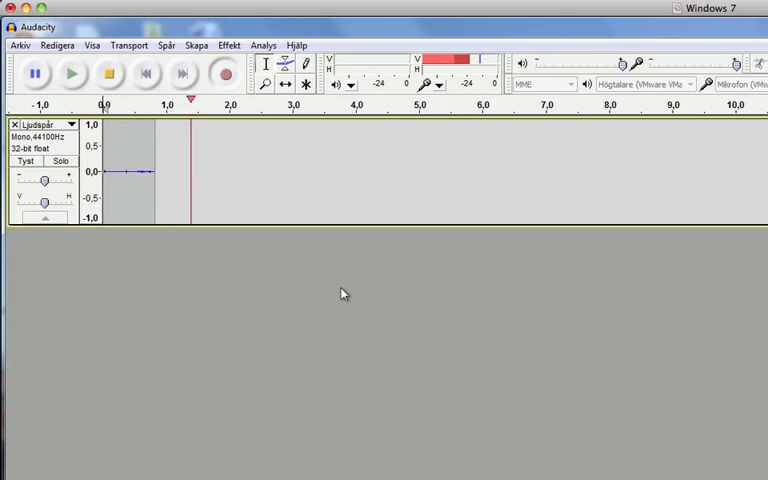 Windows 7
Audacity
Arkiv Redigera Visa Transport Spår Skapa Effekt Analys Hjälp
V H -24 0 V H -24 0
- + - +
MME Högtalare (VMware VMa Mikrofon (VM
- 1,0 0,0 1,0 2,0 3,0 4,0 5,0 6,0 7,0 8,0 9,0 10,0
Ljudspår
Mono,44100Hz
32-bit float
Tyst Solo
- +
V H
1,0
0,5-
0,0-
-0,5-
-1,0